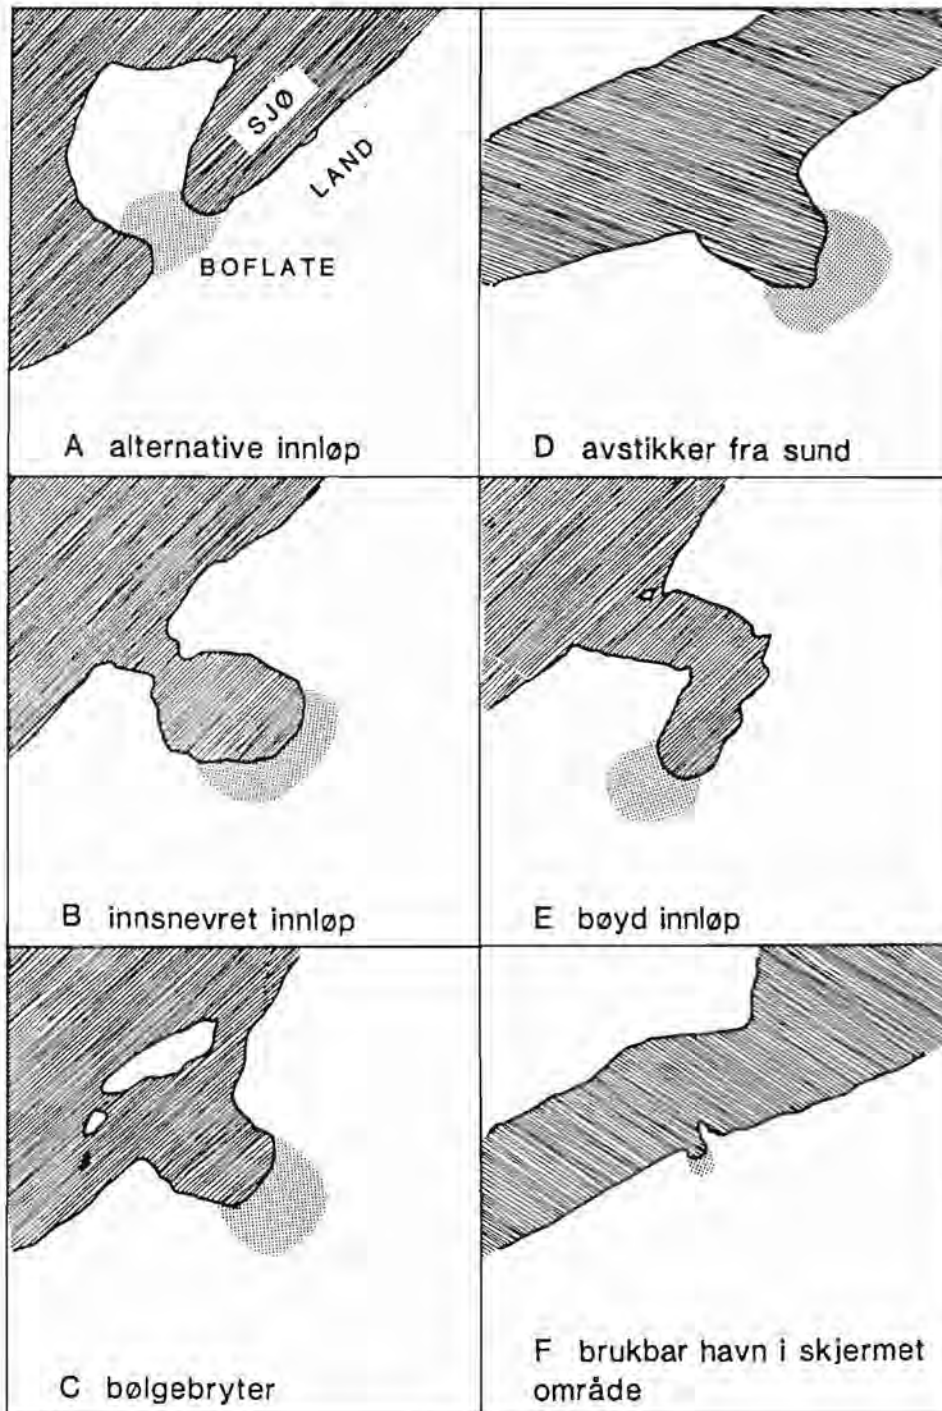 SJØ
LAND
BOFLATE
A alternative innløp
D avstikker fra sund
B innsnevret innløp
E bøyd innløp
C bølgebryter
F brukbar havn i skjermet
område